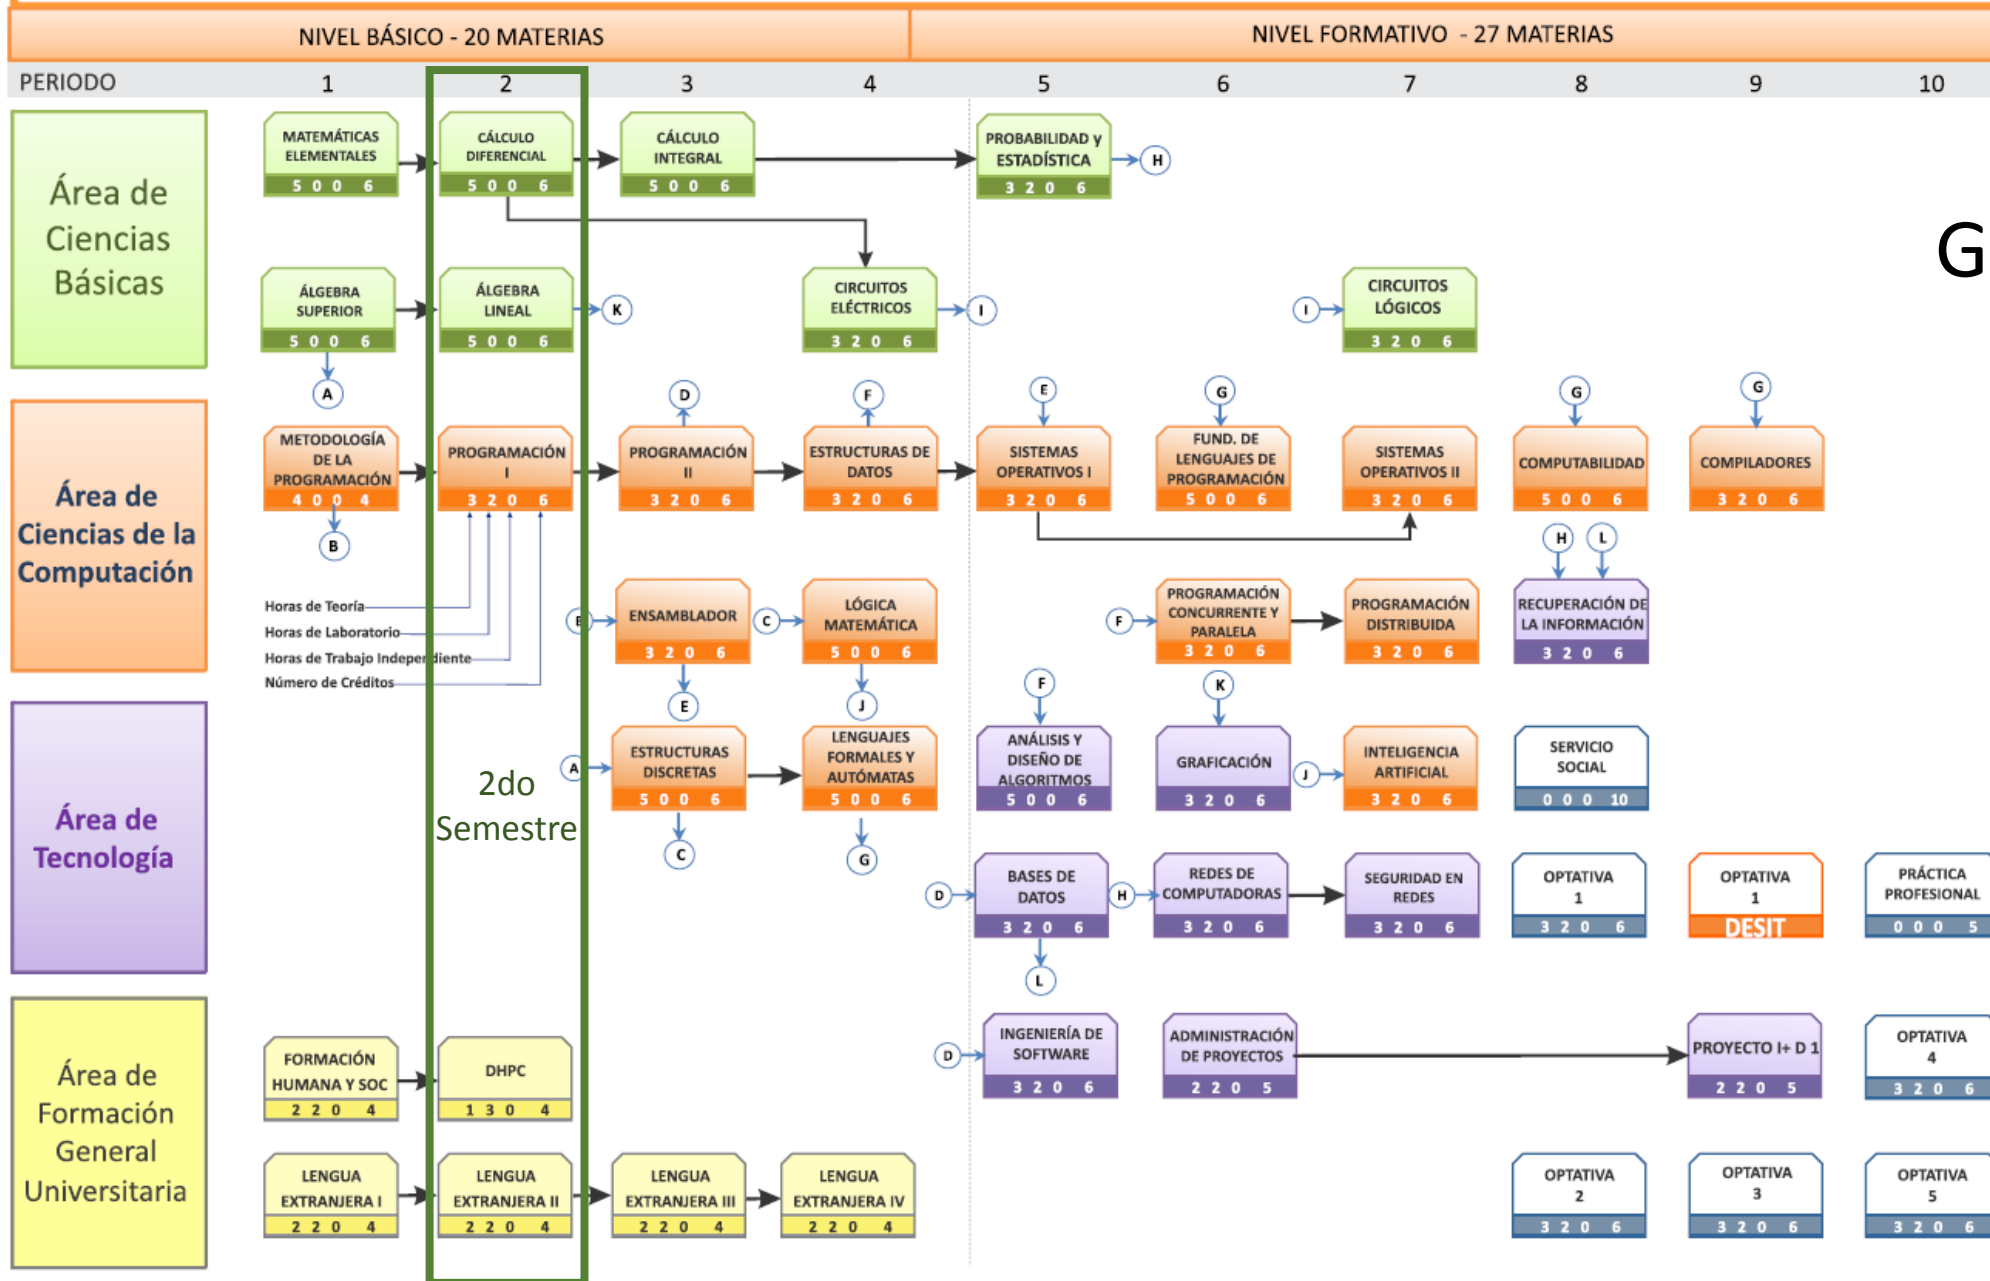 NIVEL BÁSICO - 20 MATERIAS
NIVEL FORMATIVO - 27 MATERIAS
PERIODO 1 2 3 4 5 6 7 8 9 10
Área de
Ciencias
Básicas
MATEMÁTICAS
ELEMENTALES
5 0 0 6
CÁLCULO
DIFERENCIAL
5 0 0 6
CÁLCULO
INTEGRAL
5 0 0 6
PROBABILIDAD y
ESTADÍSTICA
3 2 0 6
H
G
ÁLGEBRA
SUPERIOR
5 0 0 6
A
ÁLGEBRA
LINEAL
5 0 0 6
K
CIRCUITOS
ELÉCTRICOS
3 2 0 6
I
I
CIRCUITOS
LÓGICOS
3 2 0 6
Área de
Ciencias de la
Computación
METODOLOGÍA
DE LA
PROGRAMACIÓN
4 0 0 4
B
PROGRAMACIÓN
I
3 2 0 6
D
PROGRAMACIÓN
II
3 2 0 6
F
ESTRUCTURAS DE
DATOS
3 2 0 6
E
SISTEMAS
OPERATIVOS I
3 2 0 6
G
FUND. DE
LENGUAJES DE
PROGRAMACIÓN
5 0 0 6
SISTEMAS
OPERATIVOS II
3 2 0 6
G
COMPUTABILIDAD
5 0 0 6
G
COMPILADORES
3 2 0 6
Horas de Teoría
Horas de Laboratorio
Horas de Trabajo Independiente
Número de Créditos
B
ENSAMBLADOR
3 2 0 6
E
C
LÓGICA
MATEMÁTICA
5 0 0 6
J
F
PROGRAMACIÓN
CONCURRENTE Y
PARALELA
3 2 0 6
PROGRAMACIÓN
DISTRIBUIDA
3 2 0 6
H L
RECUPERACIÓN DE
LA INFORMACIÓN
3 2 0 6
Área de
Tecnología
2do
Semestre
A
ESTRUCTURAS
DISCRETAS
5 0 0 6
C
LENGUAJES
FORMALES Y
AUTÓMATAS
5 0 0 6
G
F
ANÁLISIS Y
DISEÑO DE
ALGORITMOS
5 0 0 6
K
GRAFICACIÓN
3 2 0 6
J
INTELIGENCIA
ARTIFICIAL
3 2 0 6
SERVICIO
SOCIAL
0 0 0 10
D
BASES DE
DATOS
3 2 0 6
L
H
REDES DE
COMPUTADORAS
3 2 0 6
SEGURIDAD EN
REDES
3 2 0 6
OPTATIVA
1
3 2 0 6
OPTATIVA
1
DESIT
PRÁCTICA
PROFESIONAL
0 0 0 5
Área de
Formación
General
Universitaria
FORMACIÓN
HUMANA Y SOC
2 2 0 4
DHPC
1 3 0 4
D
INGENIERÍA DE
SOFTWARE
3 2 0 6
ADMINISTRACIÓN
DE PROYECTOS
2 2 0 5
PROYECTO I+ D 1
2 2 0 5
OPTATIVA
4
3 2 0 6
LENGUA
EXTRANJERA I
2 2 0 4
LENGUA
EXTRANJERA II
2 2 0 4
LENGUA
EXTRANJERA III
2 2 0 4
LENGUA
EXTRANJERA IV
2 2 0 4
OPTATIVA
2
3 2 0 6
OPTATIVA
3
3 2 0 6
OPTATIVA
5
3 2 0 6